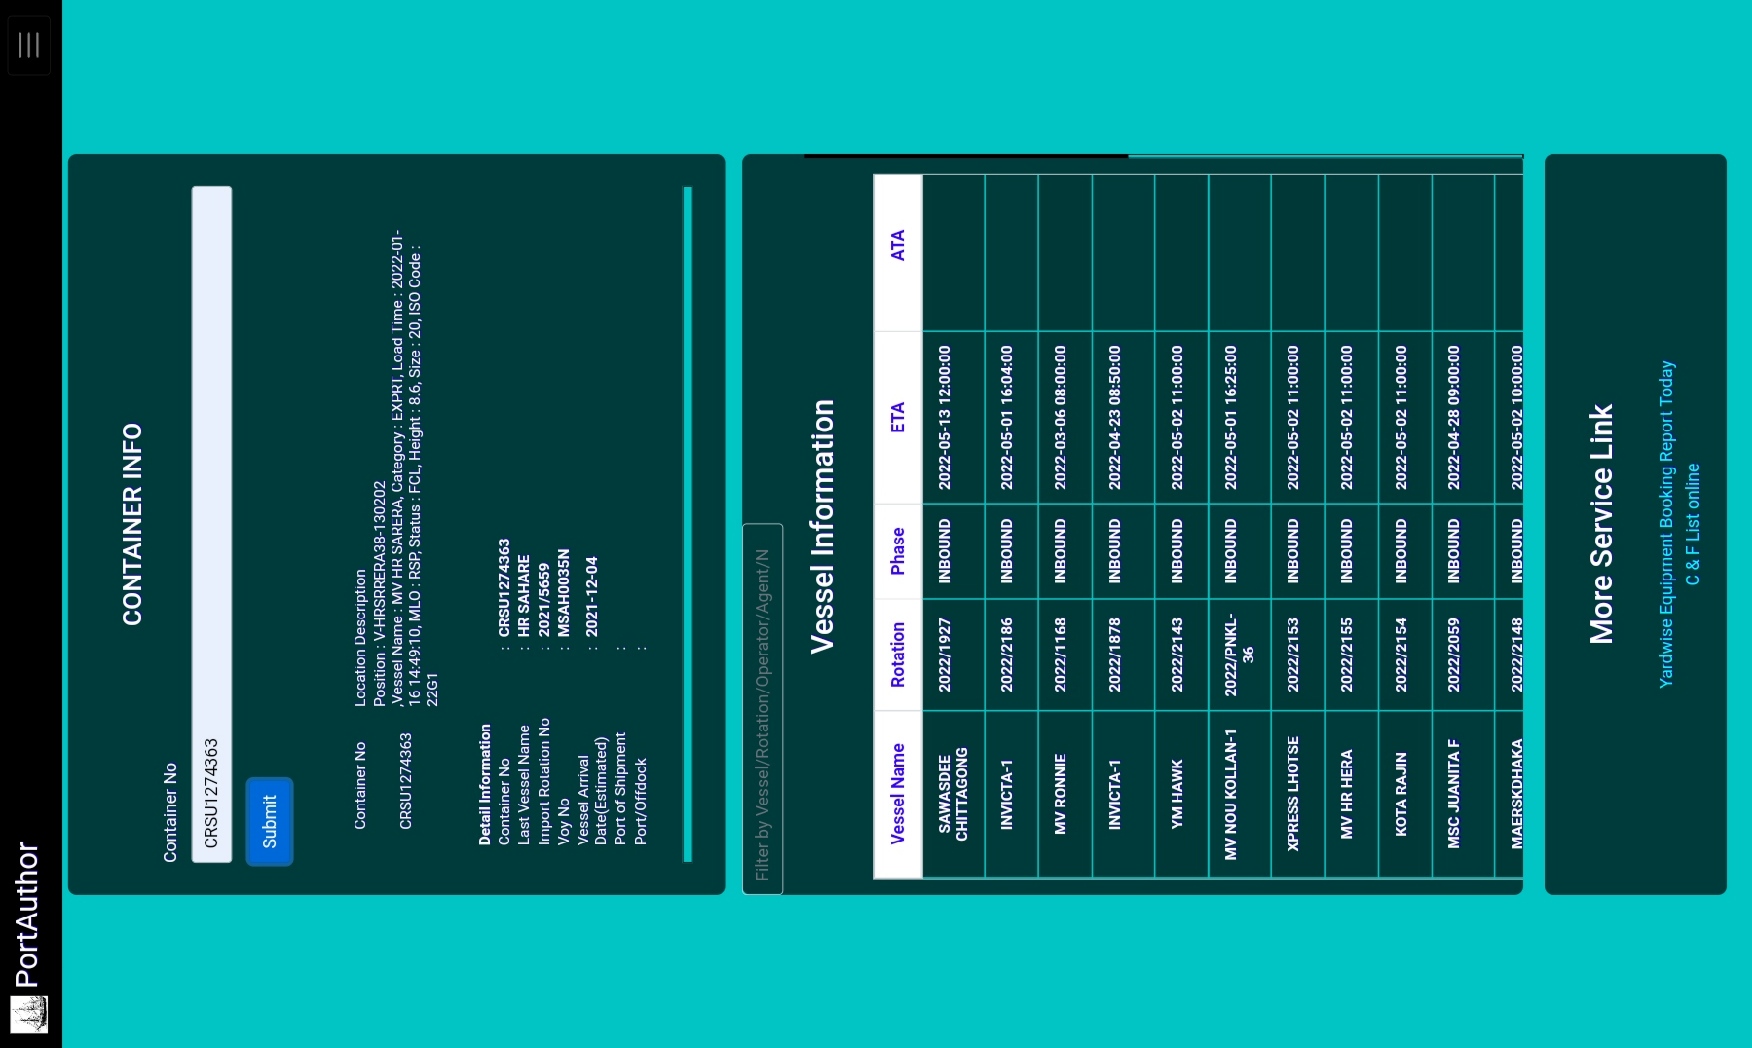 PortAuthor
CONTAINER INFO
Container No
CRSU1274363
Submit
Container No
Location Description
CRSU1274363
Position : V-HRSRERA38-130202
,Vessel Name : MV HR SARERA, Category : EXPRT, Load Time : 2022-01-
16 14:49:10, MLO : RSP, Status : FCL, Height : 8.6, Size : 20, ISO Code :
22G1
Detail Information
Container No : CRSU1274363
Last Vessel Name : HR SAHARE
Import Rotation No : 2021/5659
Voy No : MSAH0035N
Vessel Arrival
Date(Estimated) : 2021-12-04
Port of Shipment :
Port/Offdock :
Filter by Vessel/Rotation/Operator/Agent/N
Vessel Information
Vessel Name Rotation Phase ETA ATA
SAWASDEE
CHITTAGONG 2022/1927 INBOUND 2022-05-13 12:00:00
INVICTA-1 2022/2186 INBOUND 2022-05-01 16:04:00
MV RONNIE 2022/1168 INBOUND 2022-03-06 08:00:00
INVICTA-1 2022/1878 INBOUND 2022-04-23 08:50:00
YM HAWK 2022/2143 INBOUND 2022-05-02 11:00:00
MV NOU KOLLAN-1 2022/PNKL-
36 INBOUND 2022-05-01 16:25:00
XPRESS LHOTSE 2022/2153 INBOUND 2022-05-02 11:00:00
MV HR HERA 2022/2155 INBOUND 2022-05-02 11:00:00
KOTA RAJIN 2022/2154 INBOUND 2022-05-02 11:00:00
MSC JUANITA F 2022/2059 INBOUND 2022-04-28 09:00:00
MAERSKDHAKA 2022/2148 INBOUND 2022-05-02 10:00:00
More Service Link
Yardwise Equipment Booking Report Today
C & F List online